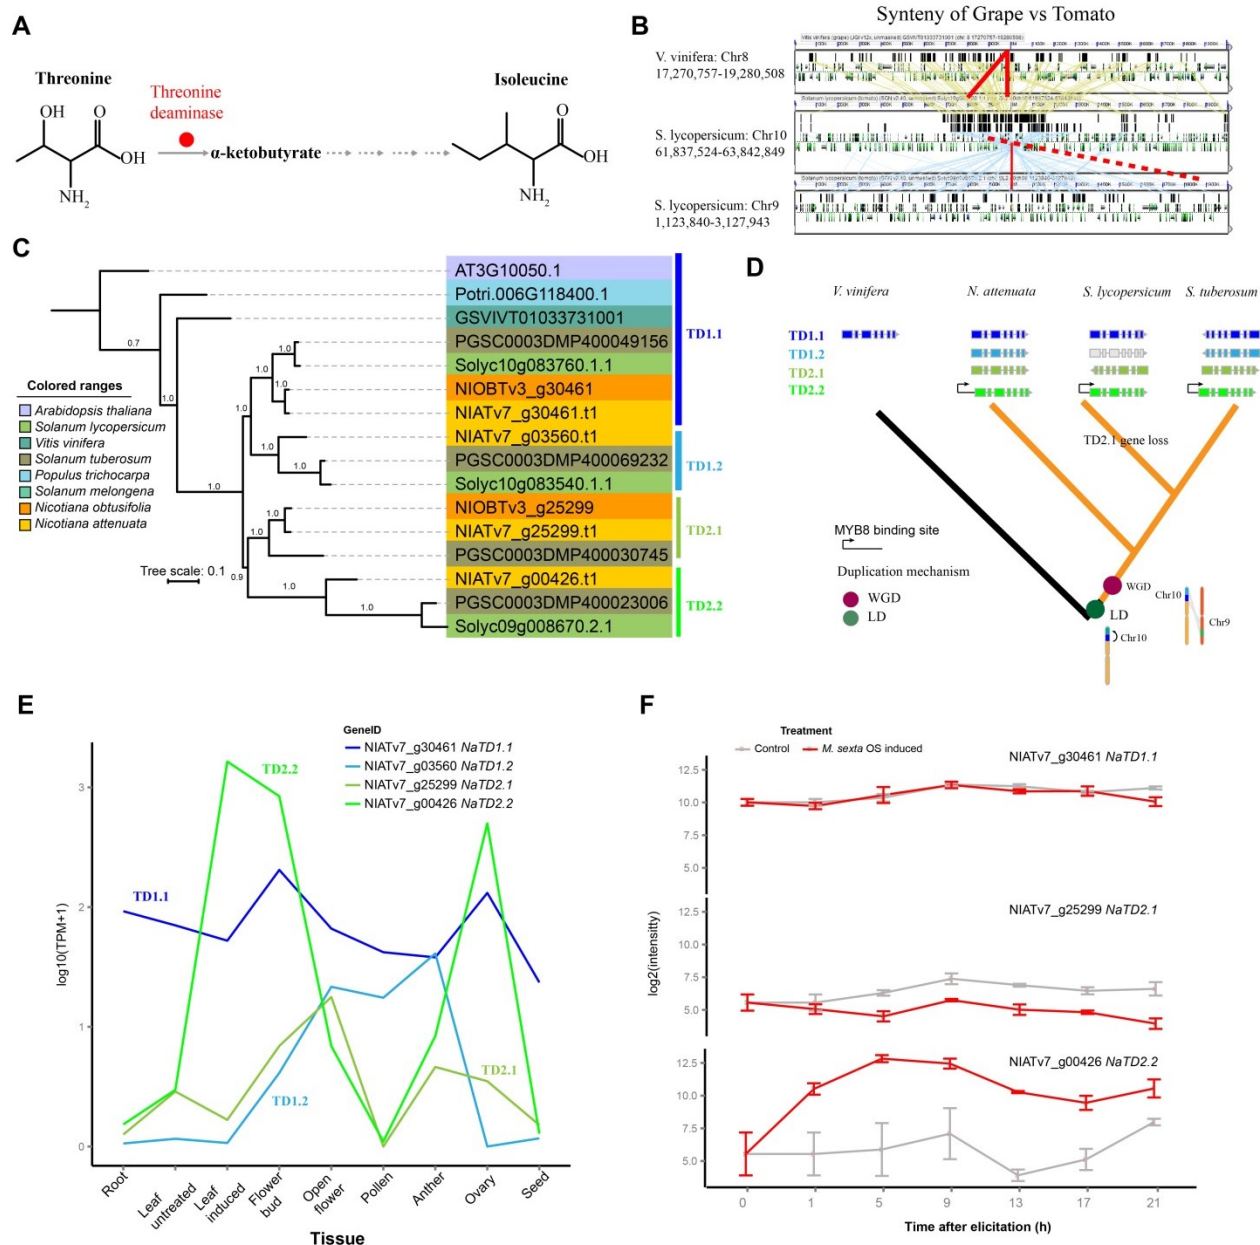 A
Threonine
Isoleucine
Threonine
deaminase
OH
O
OH
NH₂
α-ketobutyrate
O
OH
NH₂
B
Synteny of Grape vs Tomato
V. vinifera: Chr8
17,270,757-19,280,508
S. lycopersicum: Chr10
61,837,524-63,842,849
S. lycopersicum: Chr9
1,123,840-3,127,943
C
AT3G10050.1
Potri.006G118400.1
GSVIVT01033731001
PGSC0003DMP400049156
Solyc10g083760.1.1
NIOBTv3_g30461
NIATv7_g30461.t1
NIATv7_g03560.t1
PGSC0003DMP400069232
Solyc10g083540.1.1
NIOBTv3_g25299
NIATv7_g25299.t1
PGSC0003DMP400030745
NIATv7_g00426.t1
PGSC0003DMP400023006
Solyc09g008670.2.1
TD1.1
TD1.2
TD2.1
TD2.2
0.7
1.0
1.0
1.0
1.0
1.0
1.0
1.0
1.0
1.0
0.9
1.0
1.0
1.0
Colored ranges
Arabidopsis thaliana
Solanum lycopersicum
Vitis vinifera
Solanum tuberosum
Populus trichocarpa
Solanum melongena
Nicotiana obtusifolia
Nicotiana attenuata
Tree scale: 0.1
D
V. vinifera
N. attenuata
S. lycopersicum
S. tuberosum
TD1.1
TD1.2
TD2.1
TD2.2
TD2.1 gene loss
MYB8 binding site
Duplication mechanism
WGD
LD
WGD
LD
Chr10
Chr10
Chr9
E
GeneID
NIATv7_g30461 NaTD1.1
NIATv7_g03560 NaTD1.2
NIATv7_g25299 NaTD2.1
NIATv7_g00426 NaTD2.2
TD2.2
TD1.1
TD1.2
TD2.1
log10(TPM+1)
3
2
1
0
Root
Leaf untreated
Leaf induced
Flower bud
Open flower
Pollen
Anther
Ovary
Seed
Tissue
F
Treatment
Control
M. sexta OS induced
NIATv7_g30461 NaTD1.1
12.5
10.0
7.5
5.0
NIATv7_g25299 NaTD2.1
12.5
10.0
7.5
5.0
NIATv7_g00426 NaTD2.2
12.5
10.0
7.5
5.0
log2(intensitty)
0
1
5
9
13
17
21
Time after elicitation (h)